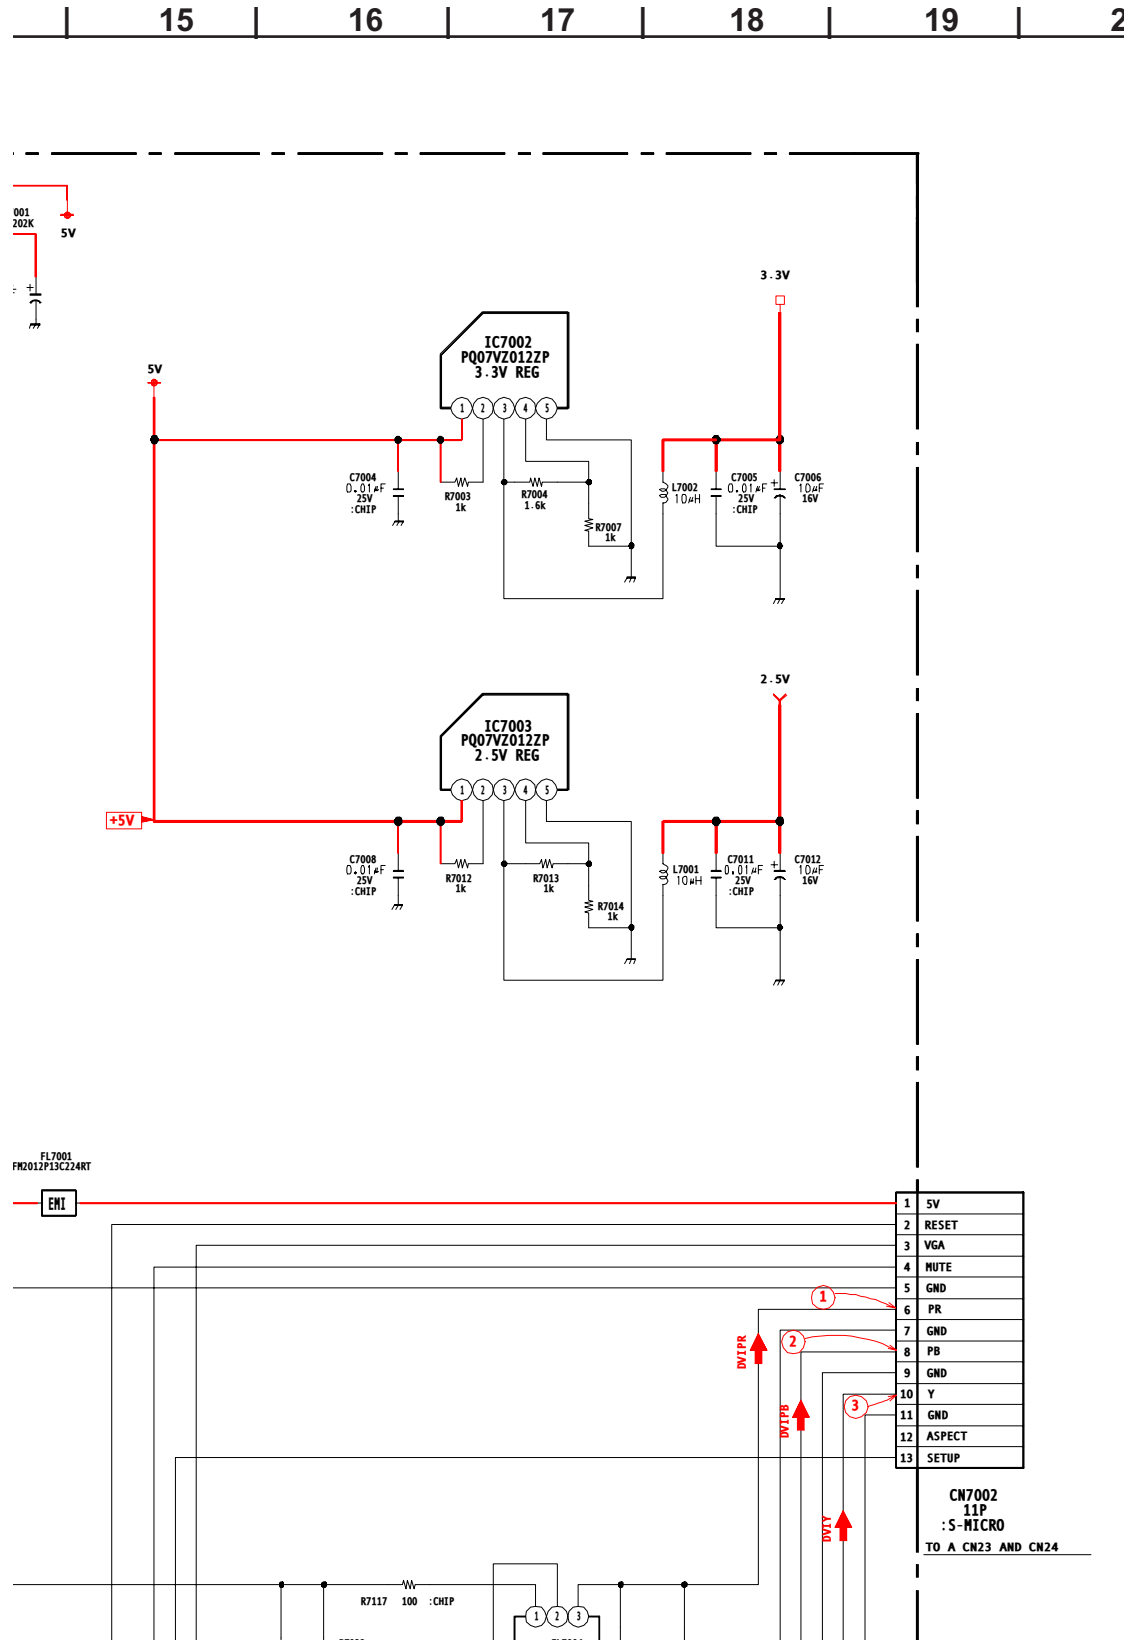 15 16 17 18 19 2
001
202K
5V
3.3V
IC7002
PQ07VZ012ZP
3.3V REG
5V
1 2 3 4 5
C7004
0.01μF
25V
:CHIP
R7003
1k
R7004
1.6k
R7007
1k
L7002
10μH
C7005
0.01μF
25V
:CHIP
+
C7006
10μF
16V
2.5V
IC7003
PQ07VZ012ZP
2.5V REG
1 2 3 4 5
+5V
C7008
0.01μF
25V
:CHIP
R7012
1k
R7013
1k
R7014
1k
L7001
10μH
C7011
0.01μF
25V
:CHIP
+
C7012
10μF
16V
FL7001
FM2012P13C224RT
EMI
1 5V
2 RESET
3 VGA
4 MUTE
5 GND
6 PR
7 GND
8 PB
9 GND
10 Y
11 GND
12 ASPECT
13 SETUP
1
2
3
DVIPR
DVIPB
DVIY
CN7002
11P
:S-MICRO
TO A CN23 AND CN24
R7117 100 :CHIP
1 2 3